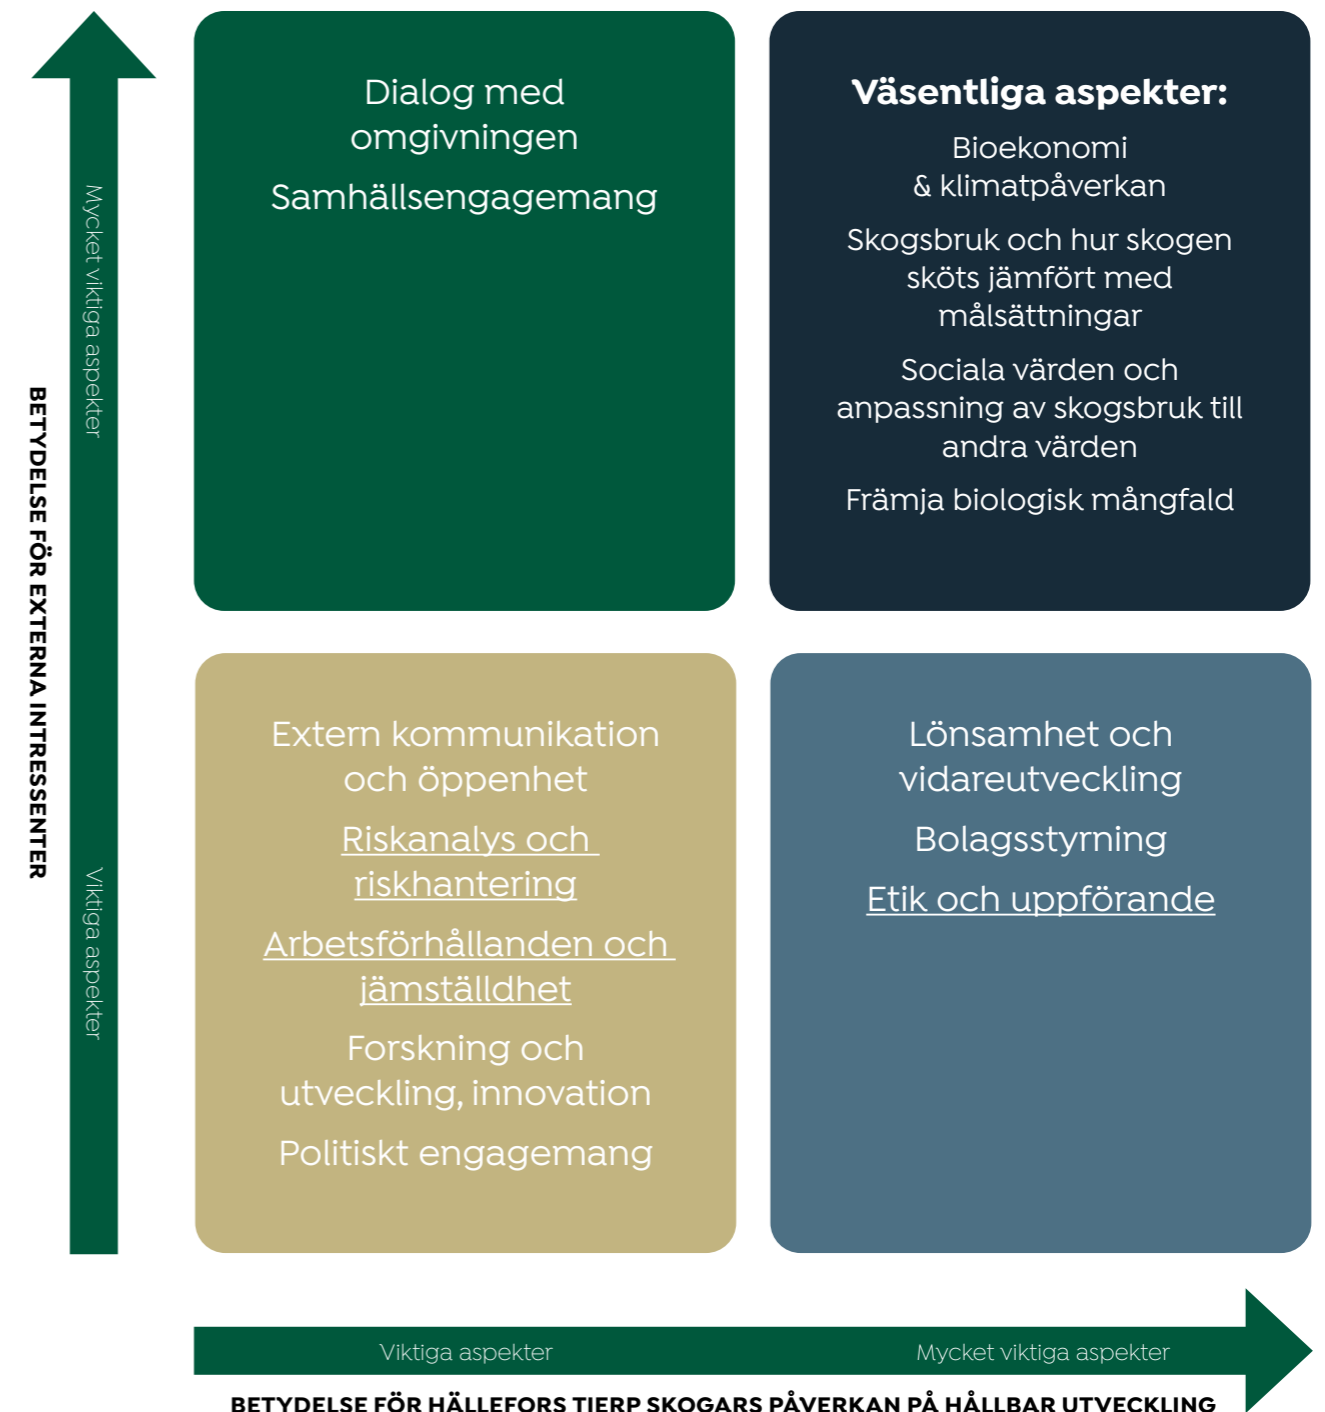 Dialog med
omgivningen
Samhällsengagemang
Väsentliga aspekter:
Bioekonomi
& klimatpåverkan
Skogsbruk och hur skogen
sköts jämfört med
målsättningar
Sociala värden och
anpassning av skogsbruk till
andra värden
Främja biologisk mångfald
Mycket viktiga aspekter
BETYDELSE FÖR EXTERNA INTRESSENTER
Viktiga aspekter
Extern kommunikation
och öppenhet
Riskanalys och
riskhantering
Arbetsförhållanden och
jämställdhet
Forskning och
utveckling, innovation
Politiskt engagemang
Lönsamhet och
vidareutveckling
Bolagsstyrning
Etik och uppförande
Viktiga aspekter
Mycket viktiga aspekter
BETYDELSE FÖR HÄLLEFORS TIERP SKOGARS PÅVERKAN PÅ HÅLLBAR UTVECKLING